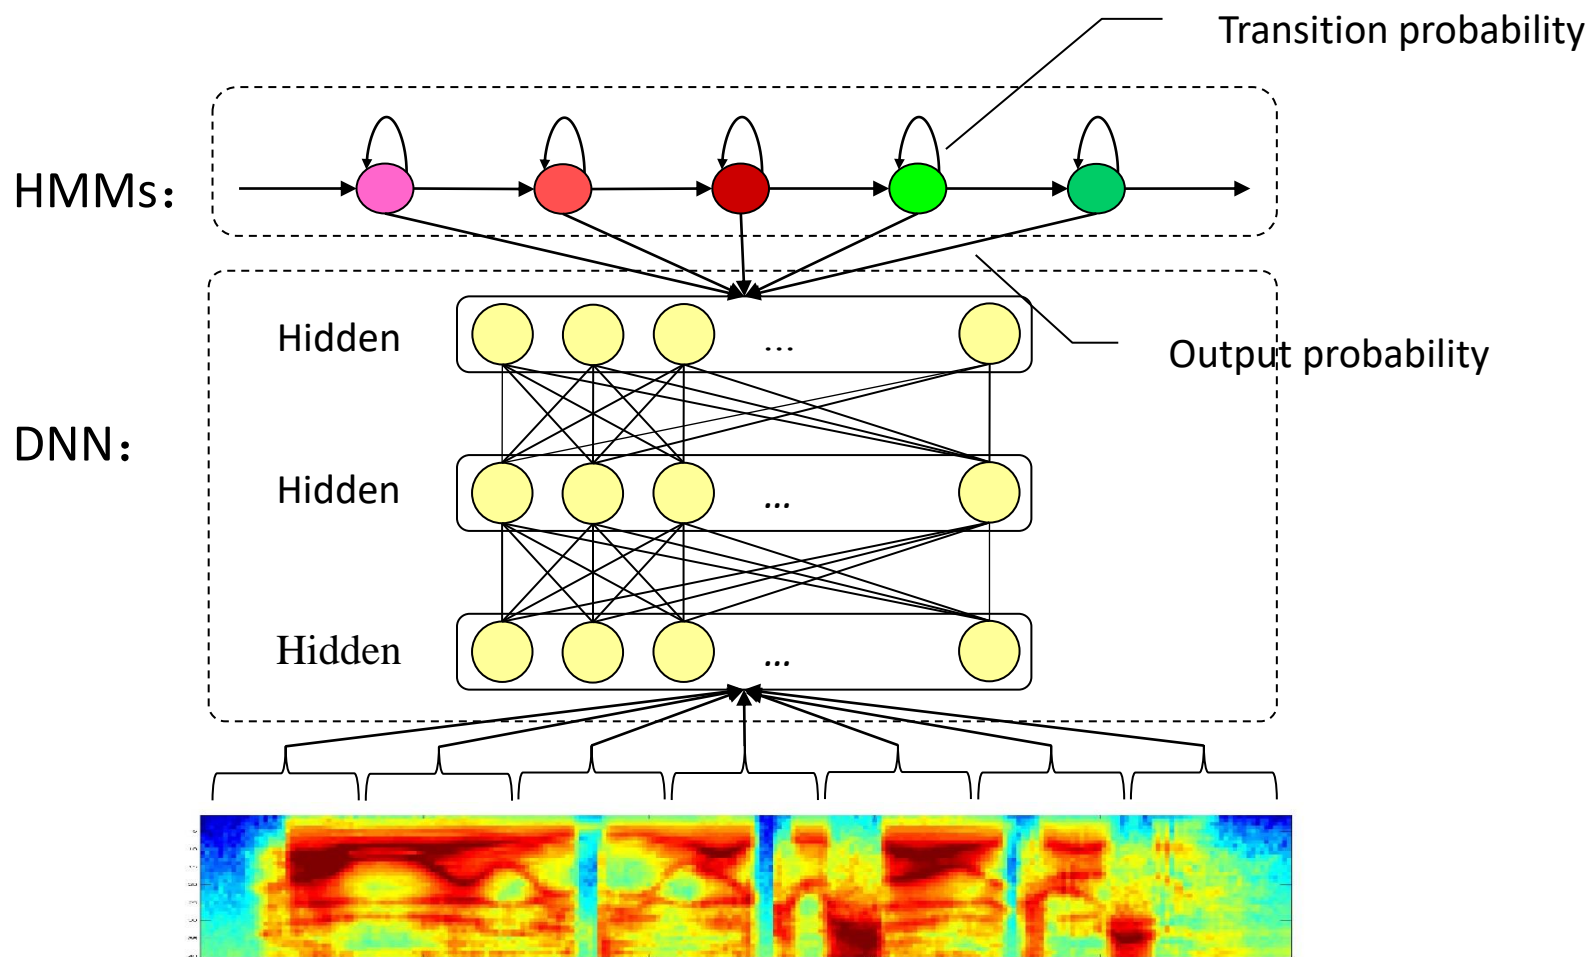 Transition probability
HMMs：
Hidden
...
Output probability
DNN：
Hidden
...
Hidden
...